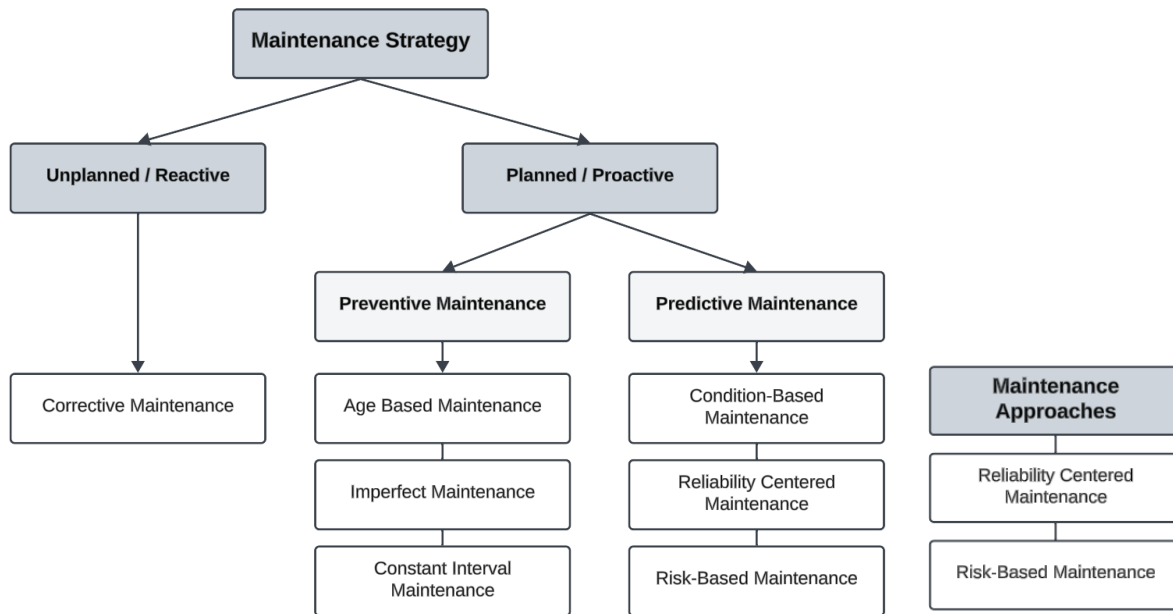 Maintenance Strategy
Unplanned / Reactive
Planned / Proactive
Preventive Maintenance
Predictive Maintenance
Corrective Maintenance
Age Based Maintenance
Condition-Based
Maintenance
Maintenance
Approaches
Imperfect Maintenance
Reliability Centered
Maintenance
Reliability Centered
Maintenance
Constant Interval
Maintenance
Risk-Based Maintenance
Risk-Based Maintenance